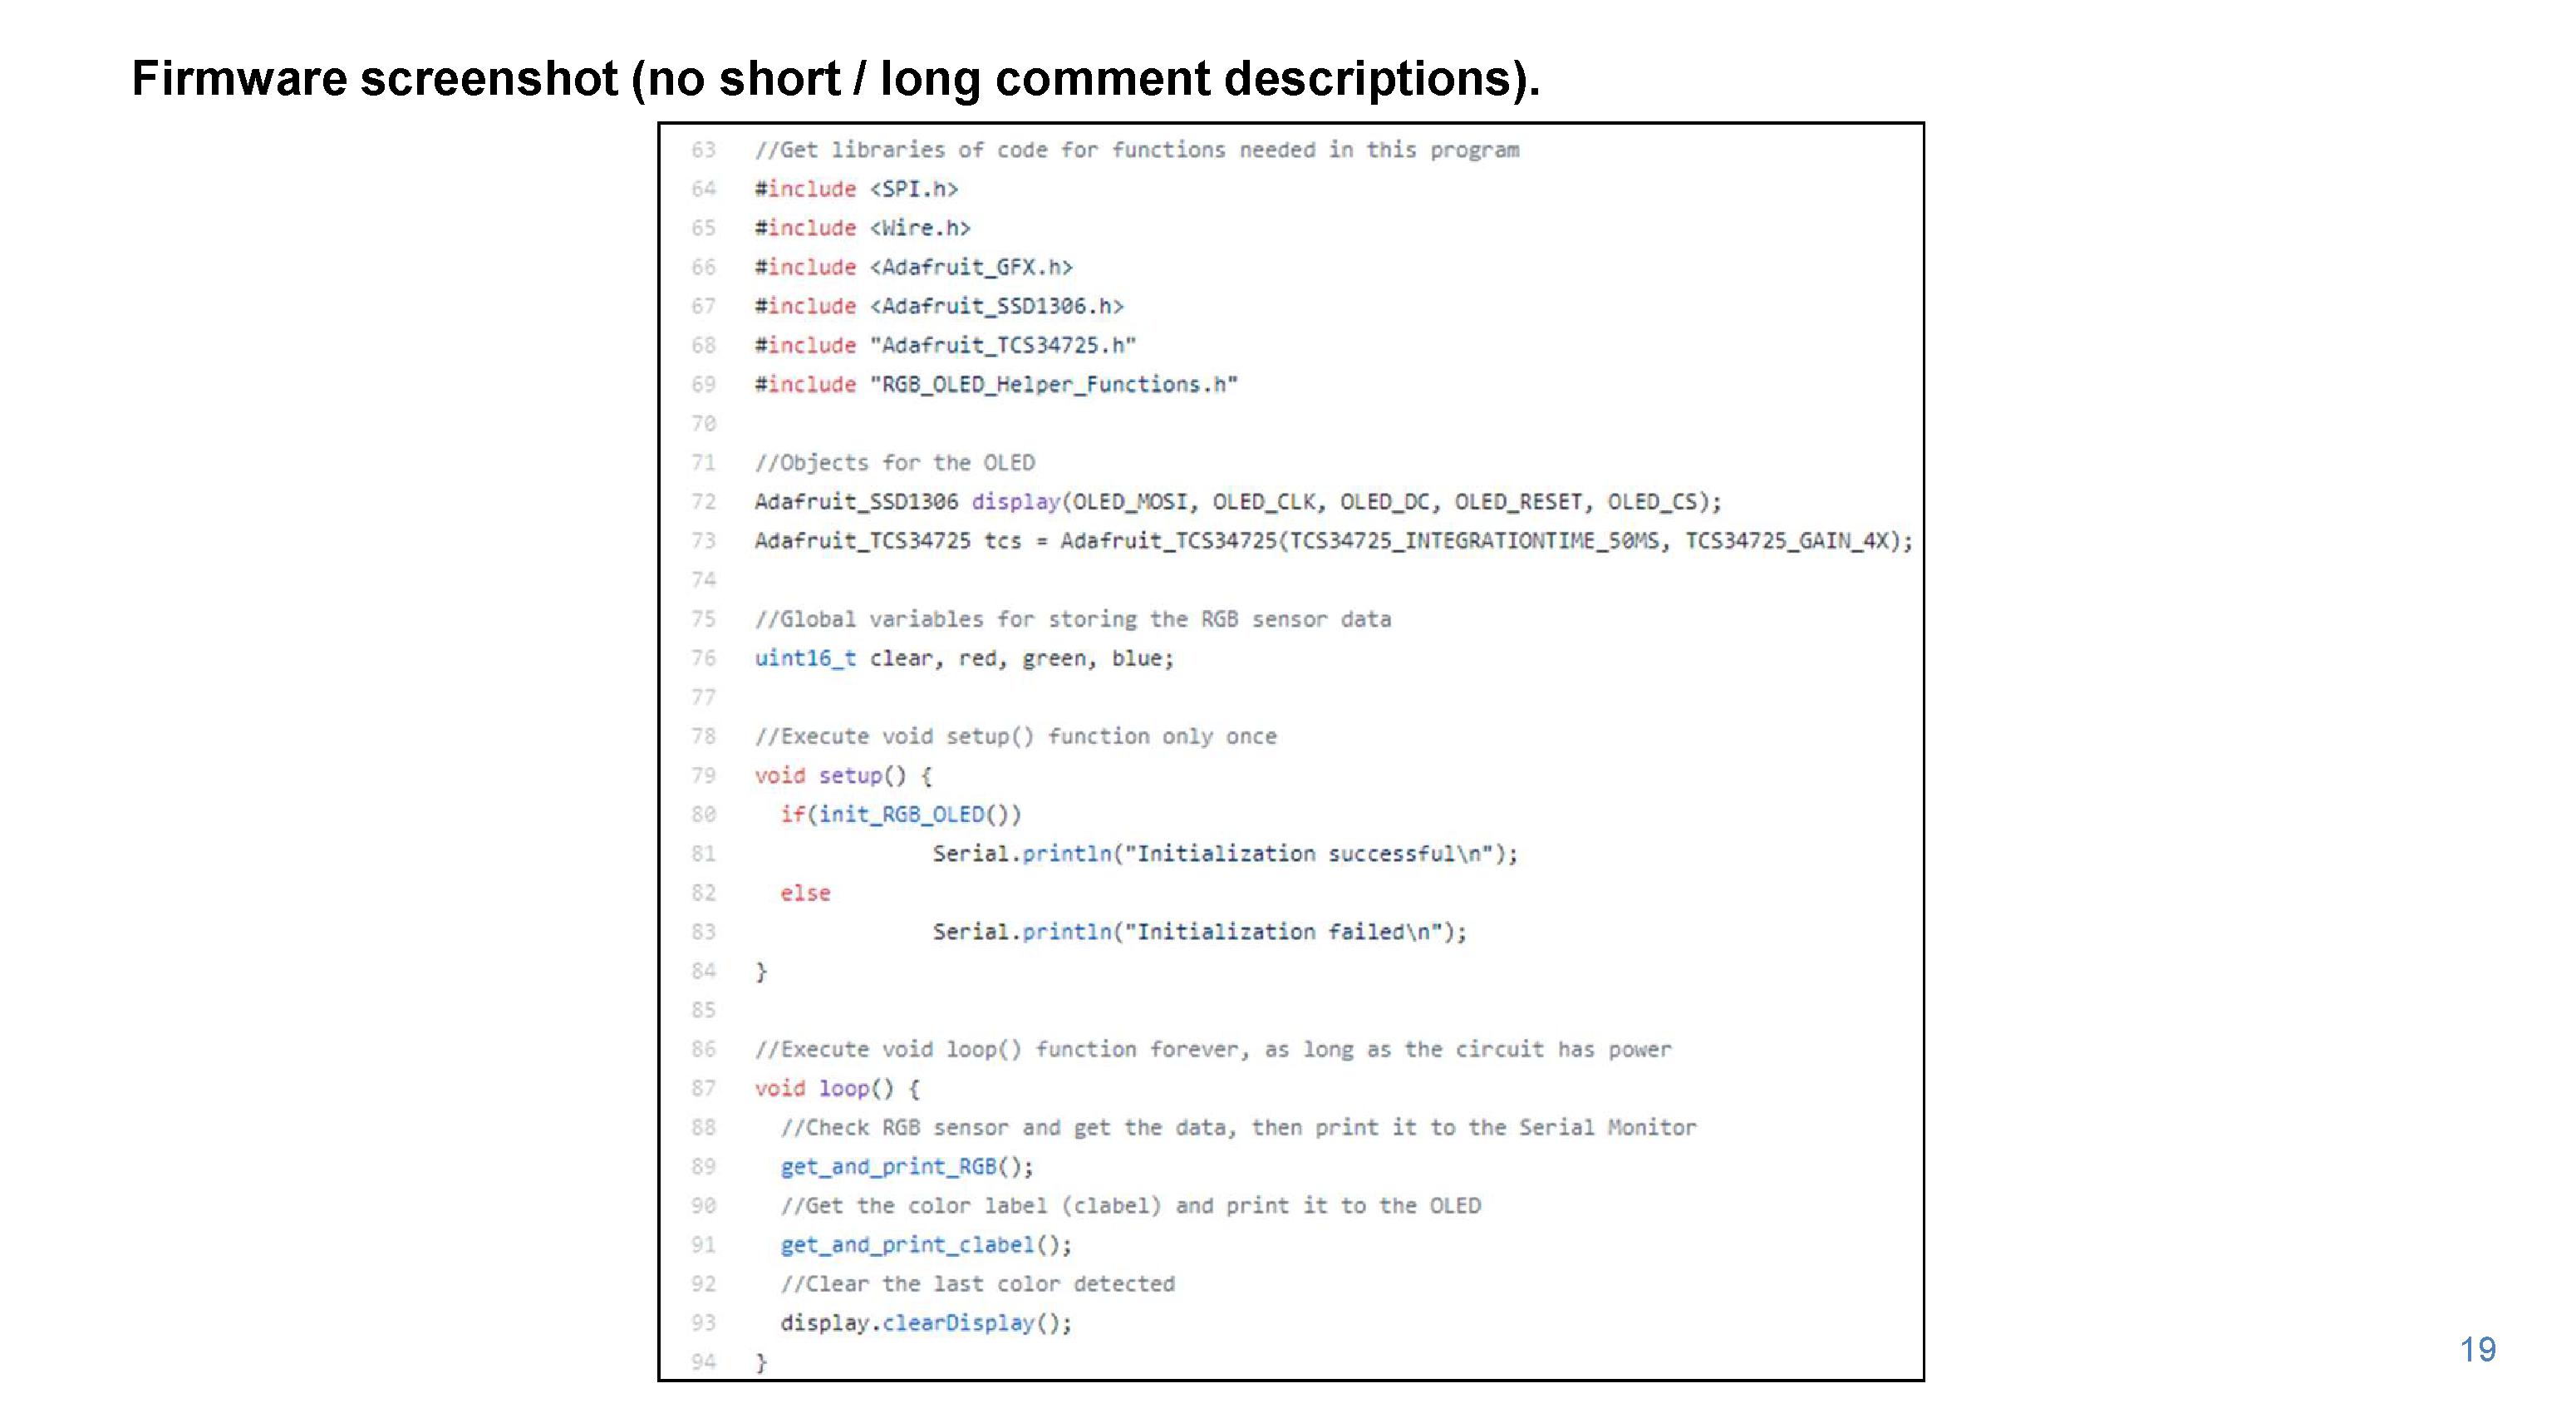 Firmware screenshot (no short / long comment descriptions).
63 //Get libraries of code for functions needed in this program
64 #include <SPI.h>
65 #include <Wire.h>
66 #include <Adafruit_GFX.h>
67 #include <Adafruit_SSD1306.h>
68 #include "Adafruit_TCS34725.h"
69 #include "RGB_OLED_Helper_Functions.h"
70
71 //Objects for the OLED
72 Adafruit_SSD1306 display(OLED_MOSI, OLED_CLK, OLED_DC, OLED_RESET, OLED_CS);
73 Adafruit_TCS34725 tcs = Adafruit_TCS34725(TCS34725_INTEGRATIONTIME_50MS, TCS34725_GAIN_4X);
74
75 //Global variables for storing the RGB sensor data
76 uint16_t clear, red, green, blue;
77
78 //Execute void setup() function only once
79 void setup() {
80 if(init_RGB_OLED())
81 Serial.println("Initialization successful\n");
82 else
83 Serial.println("Initialization failed\n");
84 }
85
86 //Execute void loop() function forever, as long as the circuit has power
87 void loop() {
88 //Check RGB sensor and get the data, then print it to the Serial Monitor
89 get_and_print_RGB();
90 //Get the color label (clabel) and print it to the OLED
91 get_and_print_clabel();
92 //Clear the last color detected
93 display.clearDisplay();
94 }
19